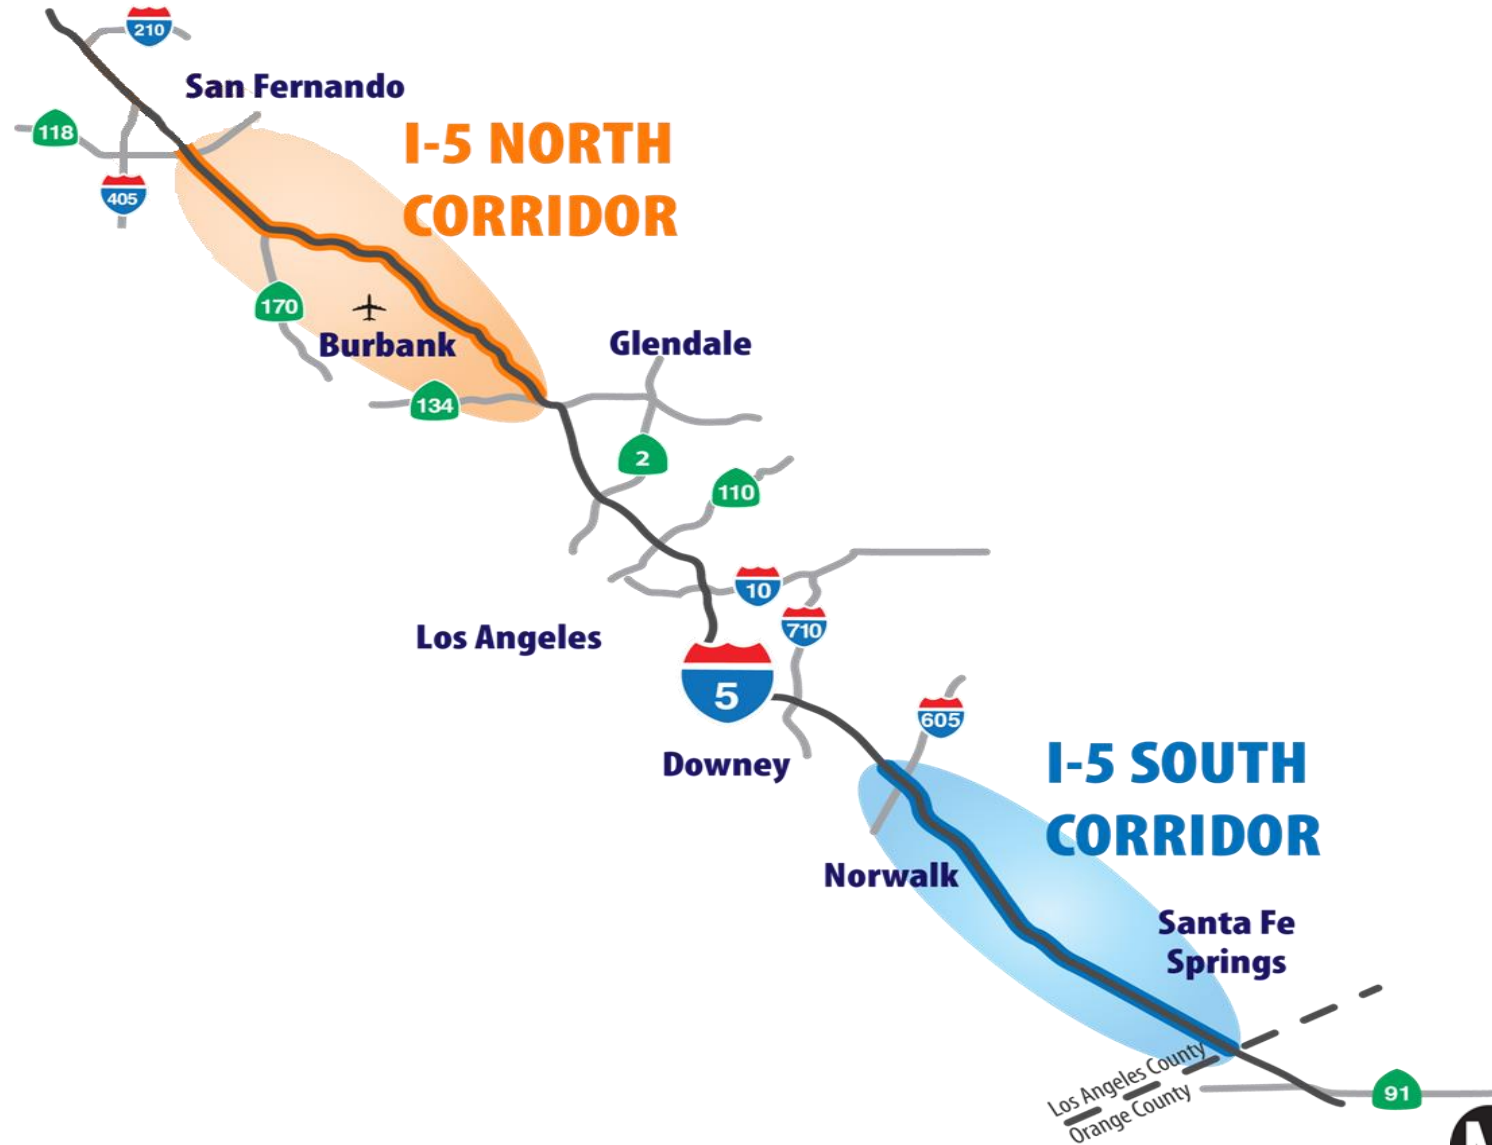 210
San Fernando
118
I-5 NORTH
CORRIDOR
405
170
Burbank
Glendale
134
2
110
10
Los Angeles
710
5
605
Downey
I-5 SOUTH
CORRIDOR
Norwalk
Santa Fe
Springs
Los Angeles County
Orange County
91